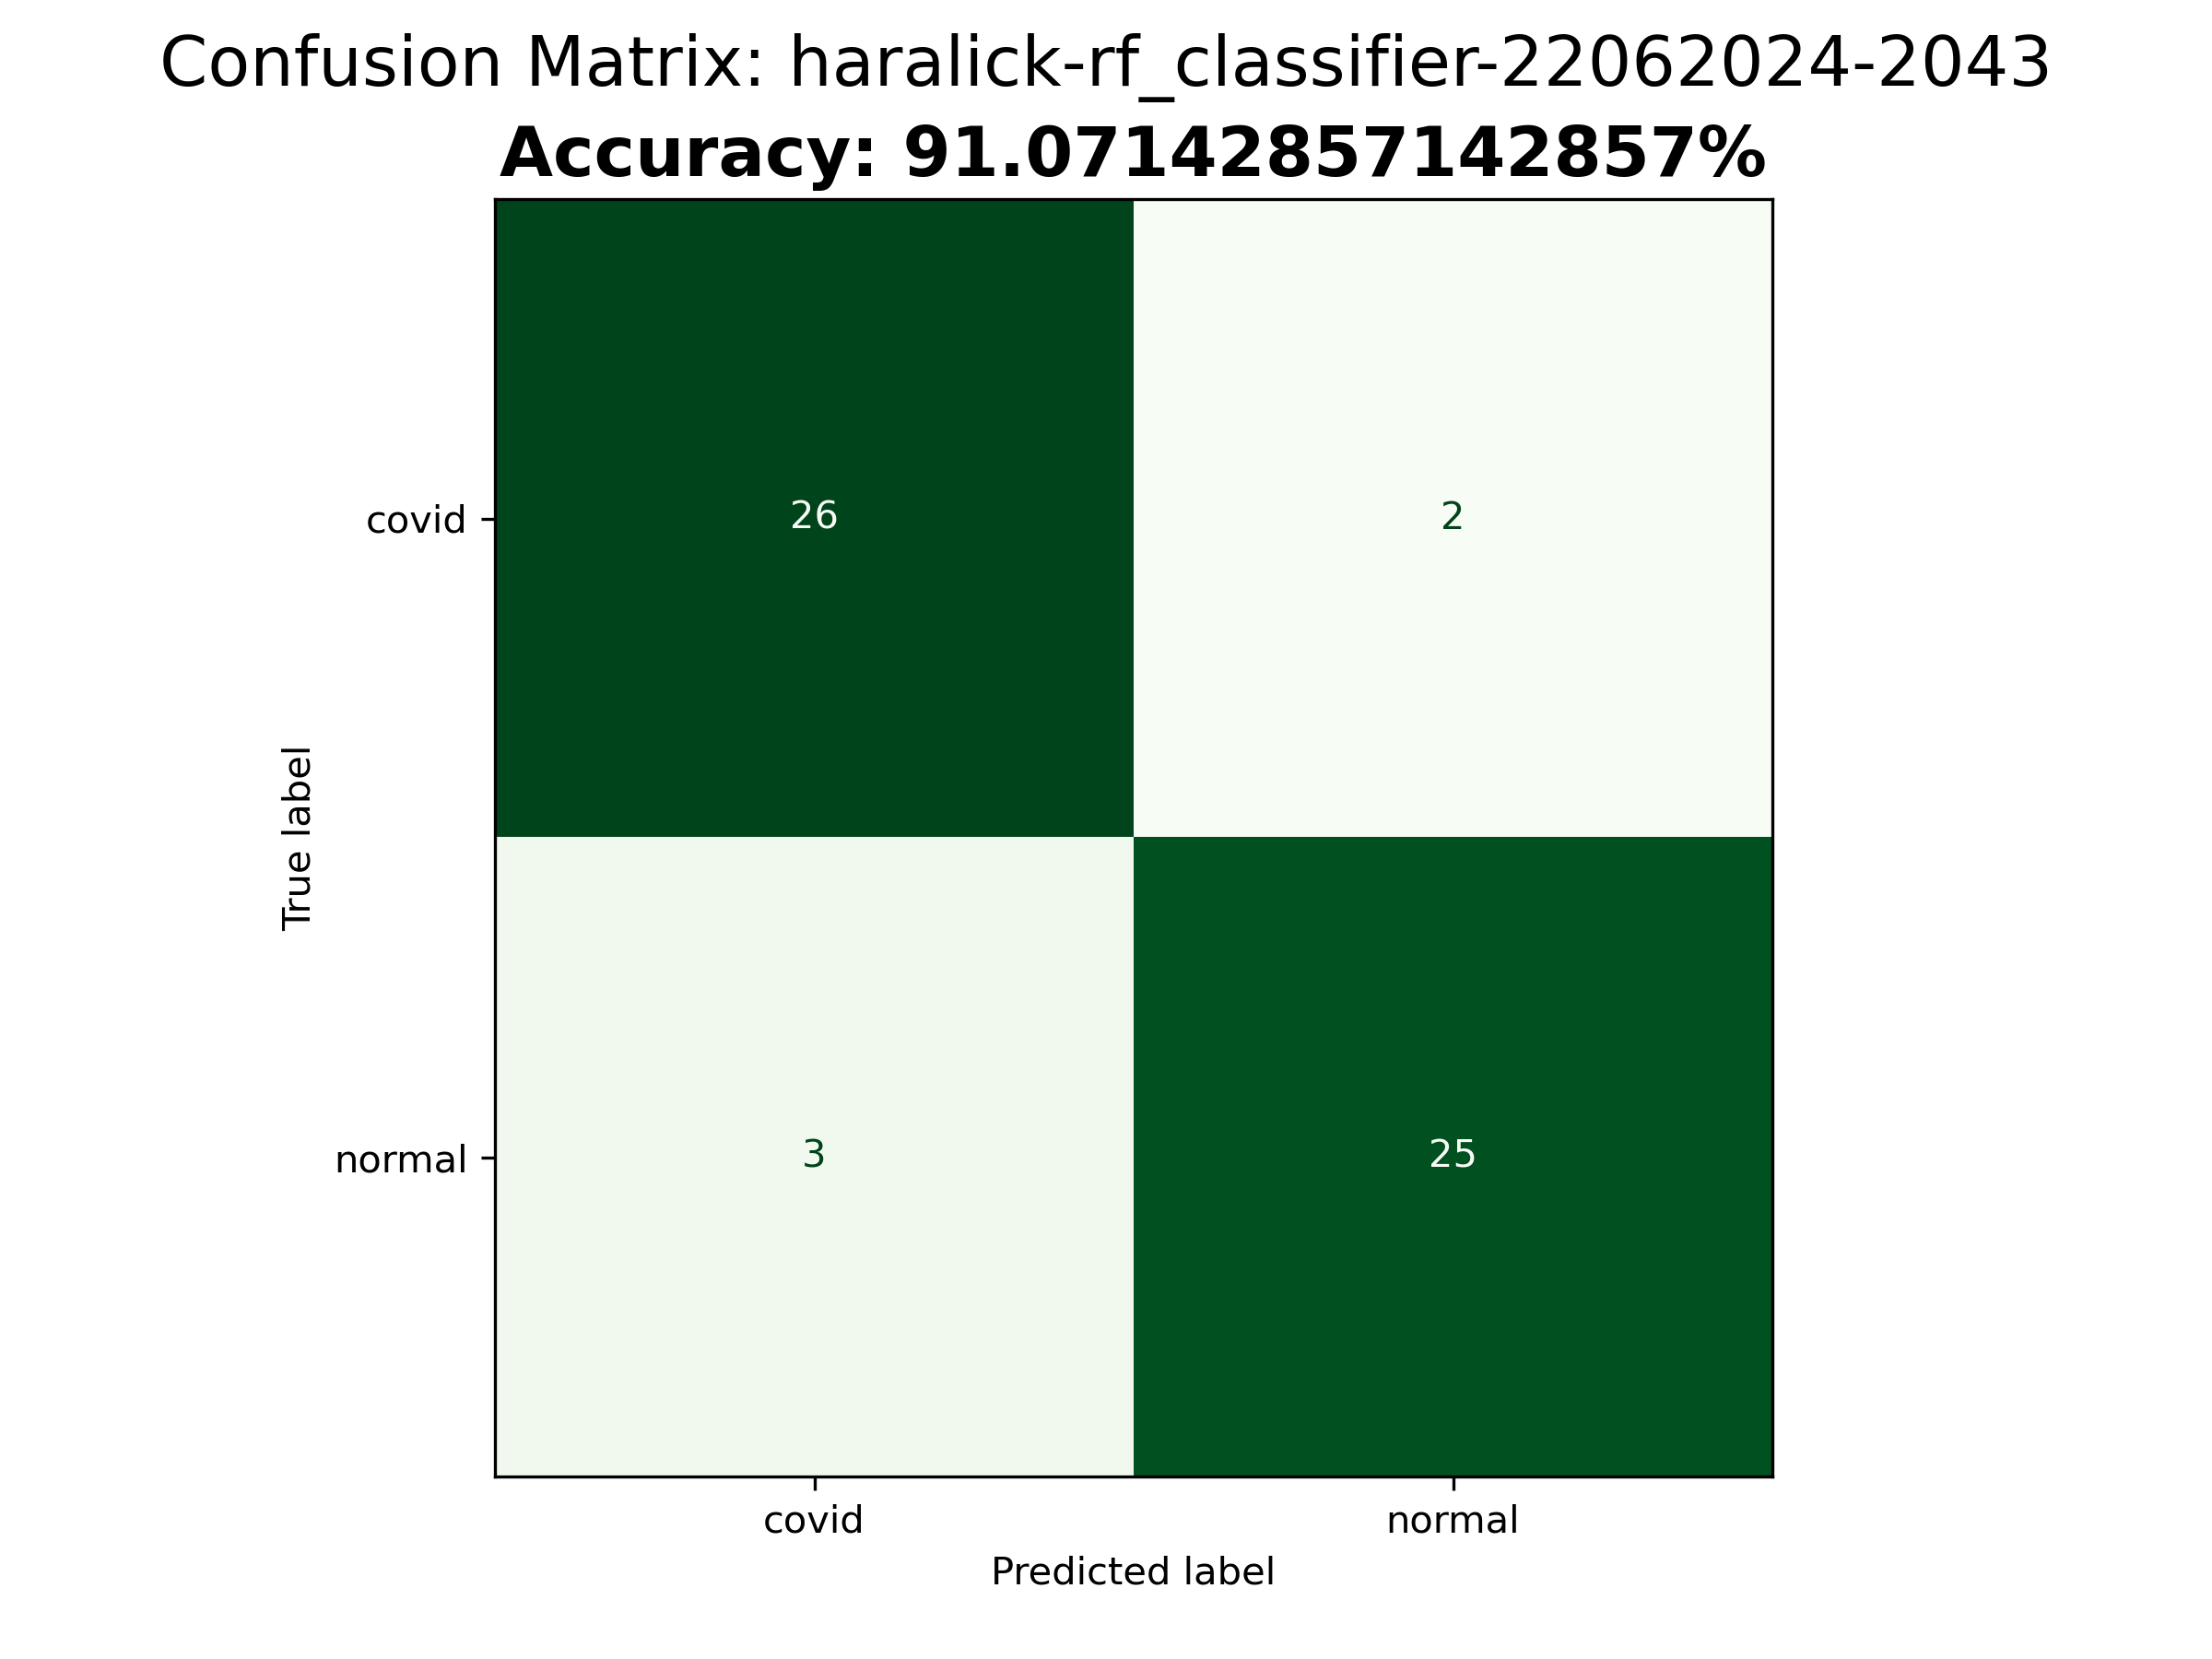 Confusion Matrix: haralick-rf_classifier-22062024-2043
Accuracy: 91.07142857142857%
covid
26
2
True label
normal
3
25
covid
normal
Predicted label